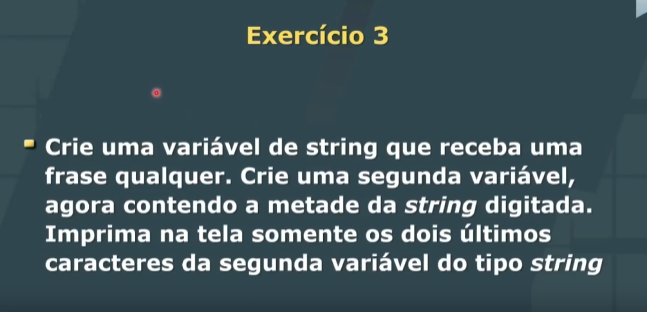 Exercício 3
Crie uma variável de string que receba uma
frase qualquer. Crie uma segunda variável,
agora contendo a metade da string digitada.
Imprima na tela somente os dois últimos
caracteres da segunda variável do tipo string